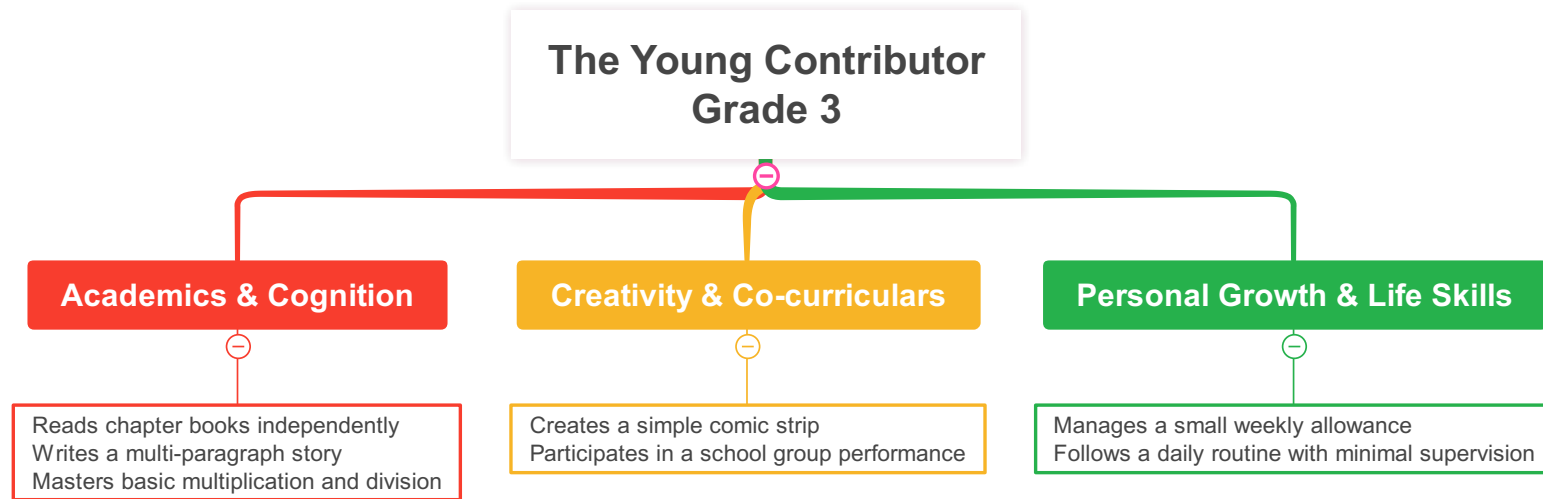 The Young Contributor
Grade 3
Academics & Cognition
Reads chapter books independently
Writes a multi-paragraph story
Masters basic multiplication and division
Creativity & Co-curriculars
Creates a simple comic strip
Participates in a school group performance
Personal Growth & Life Skills
Manages a small weekly allowance
Follows a daily routine with minimal supervision